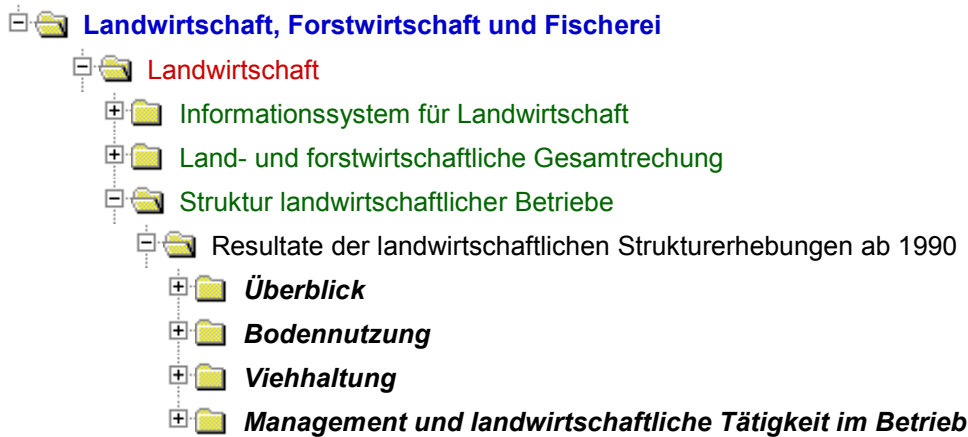 Landwirtschaft, Forstwirtschaft und Fischerei
Landwirtschaft
Informationssystem für Landwirtschaft
Land- und forstwirtschaftliche Gesamtrechung
Struktur landwirtschaftlicher Betriebe
Resultate der landwirtschaftlichen Strukturerhebungen ab 1990
Überblick
Bodennutzung
Viehhaltung
Management und landwirtschaftliche Tätigkeit im Betrieb